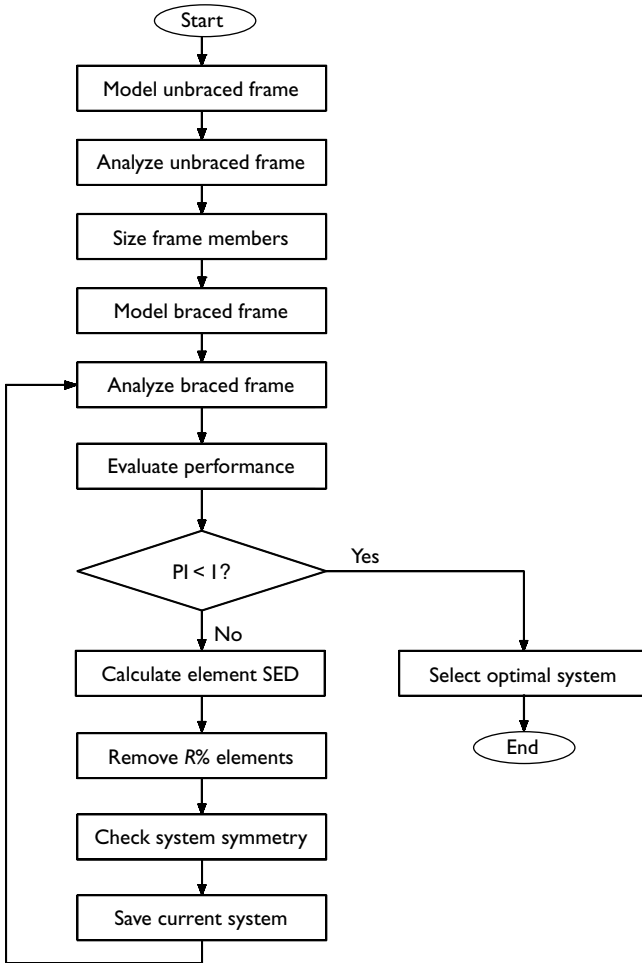 Start
Model unbraced frame
Analyze unbraced frame
Size frame members
Model braced frame
Analyze braced frame
Evaluate performance
PI < 1?
Yes
No
Calculate element SED
Select optimal system
Remove R% elements
End
Check system symmetry
Save current system